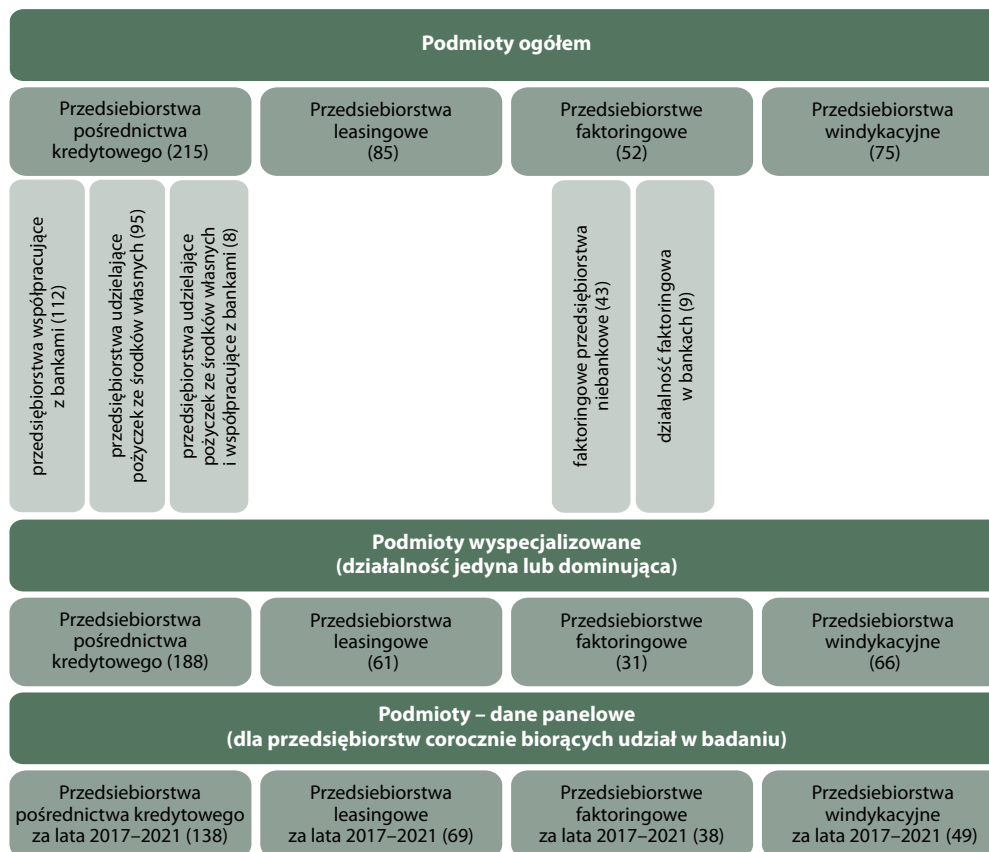 Podmioty ogółem
Przedsiebiorstwa
pośrednictwa
kredytowego (215)
Przedsiebiorstwa
leasingowe
(85)
Przedsiebiorstwe
faktoringowe
(52)
Przedsiebiorstwa
windykacyjne
(75)
przedsiębiorstwa współpracujące
z bankami (112)
przedsiębiorstwa udzielające
pożyczek ze środków własnych (95)
przedsiębiorstwa udzielające
pożyczek ze środków własnych
i współpracujące z bankami (8)
faktoringowe przedsiębiorstwa
niebankowe (43)
działalność faktoringowa
w bankach (9)
Podmioty wyspecjalizowane
(działalność jedyna lub dominująca)
Przedsiebiorstwa
pośrednictwa
kredytowego (188)
Przedsiebiorstwa
leasingowe
(61)
Przedsiebiorstwe
faktoringowe
(31)
Przedsiebiorstwa
windykacyjne
(66)
Podmioty – dane panelowe
(dla przedsiębiorstw corocznie biorących udział w badaniu)
Przedsiebiorstwa
pośrednictwa kredytowego
za lata 2017–2021 (138)
Przedsiebiorstwa
leasingowe
za lata 2017–2021 (69)
Przedsiebiorstwe
faktoringowe
za lata 2017–2021 (38)
Przedsiebiorstwa
windykacyjne
za lata 2017–2021 (49)